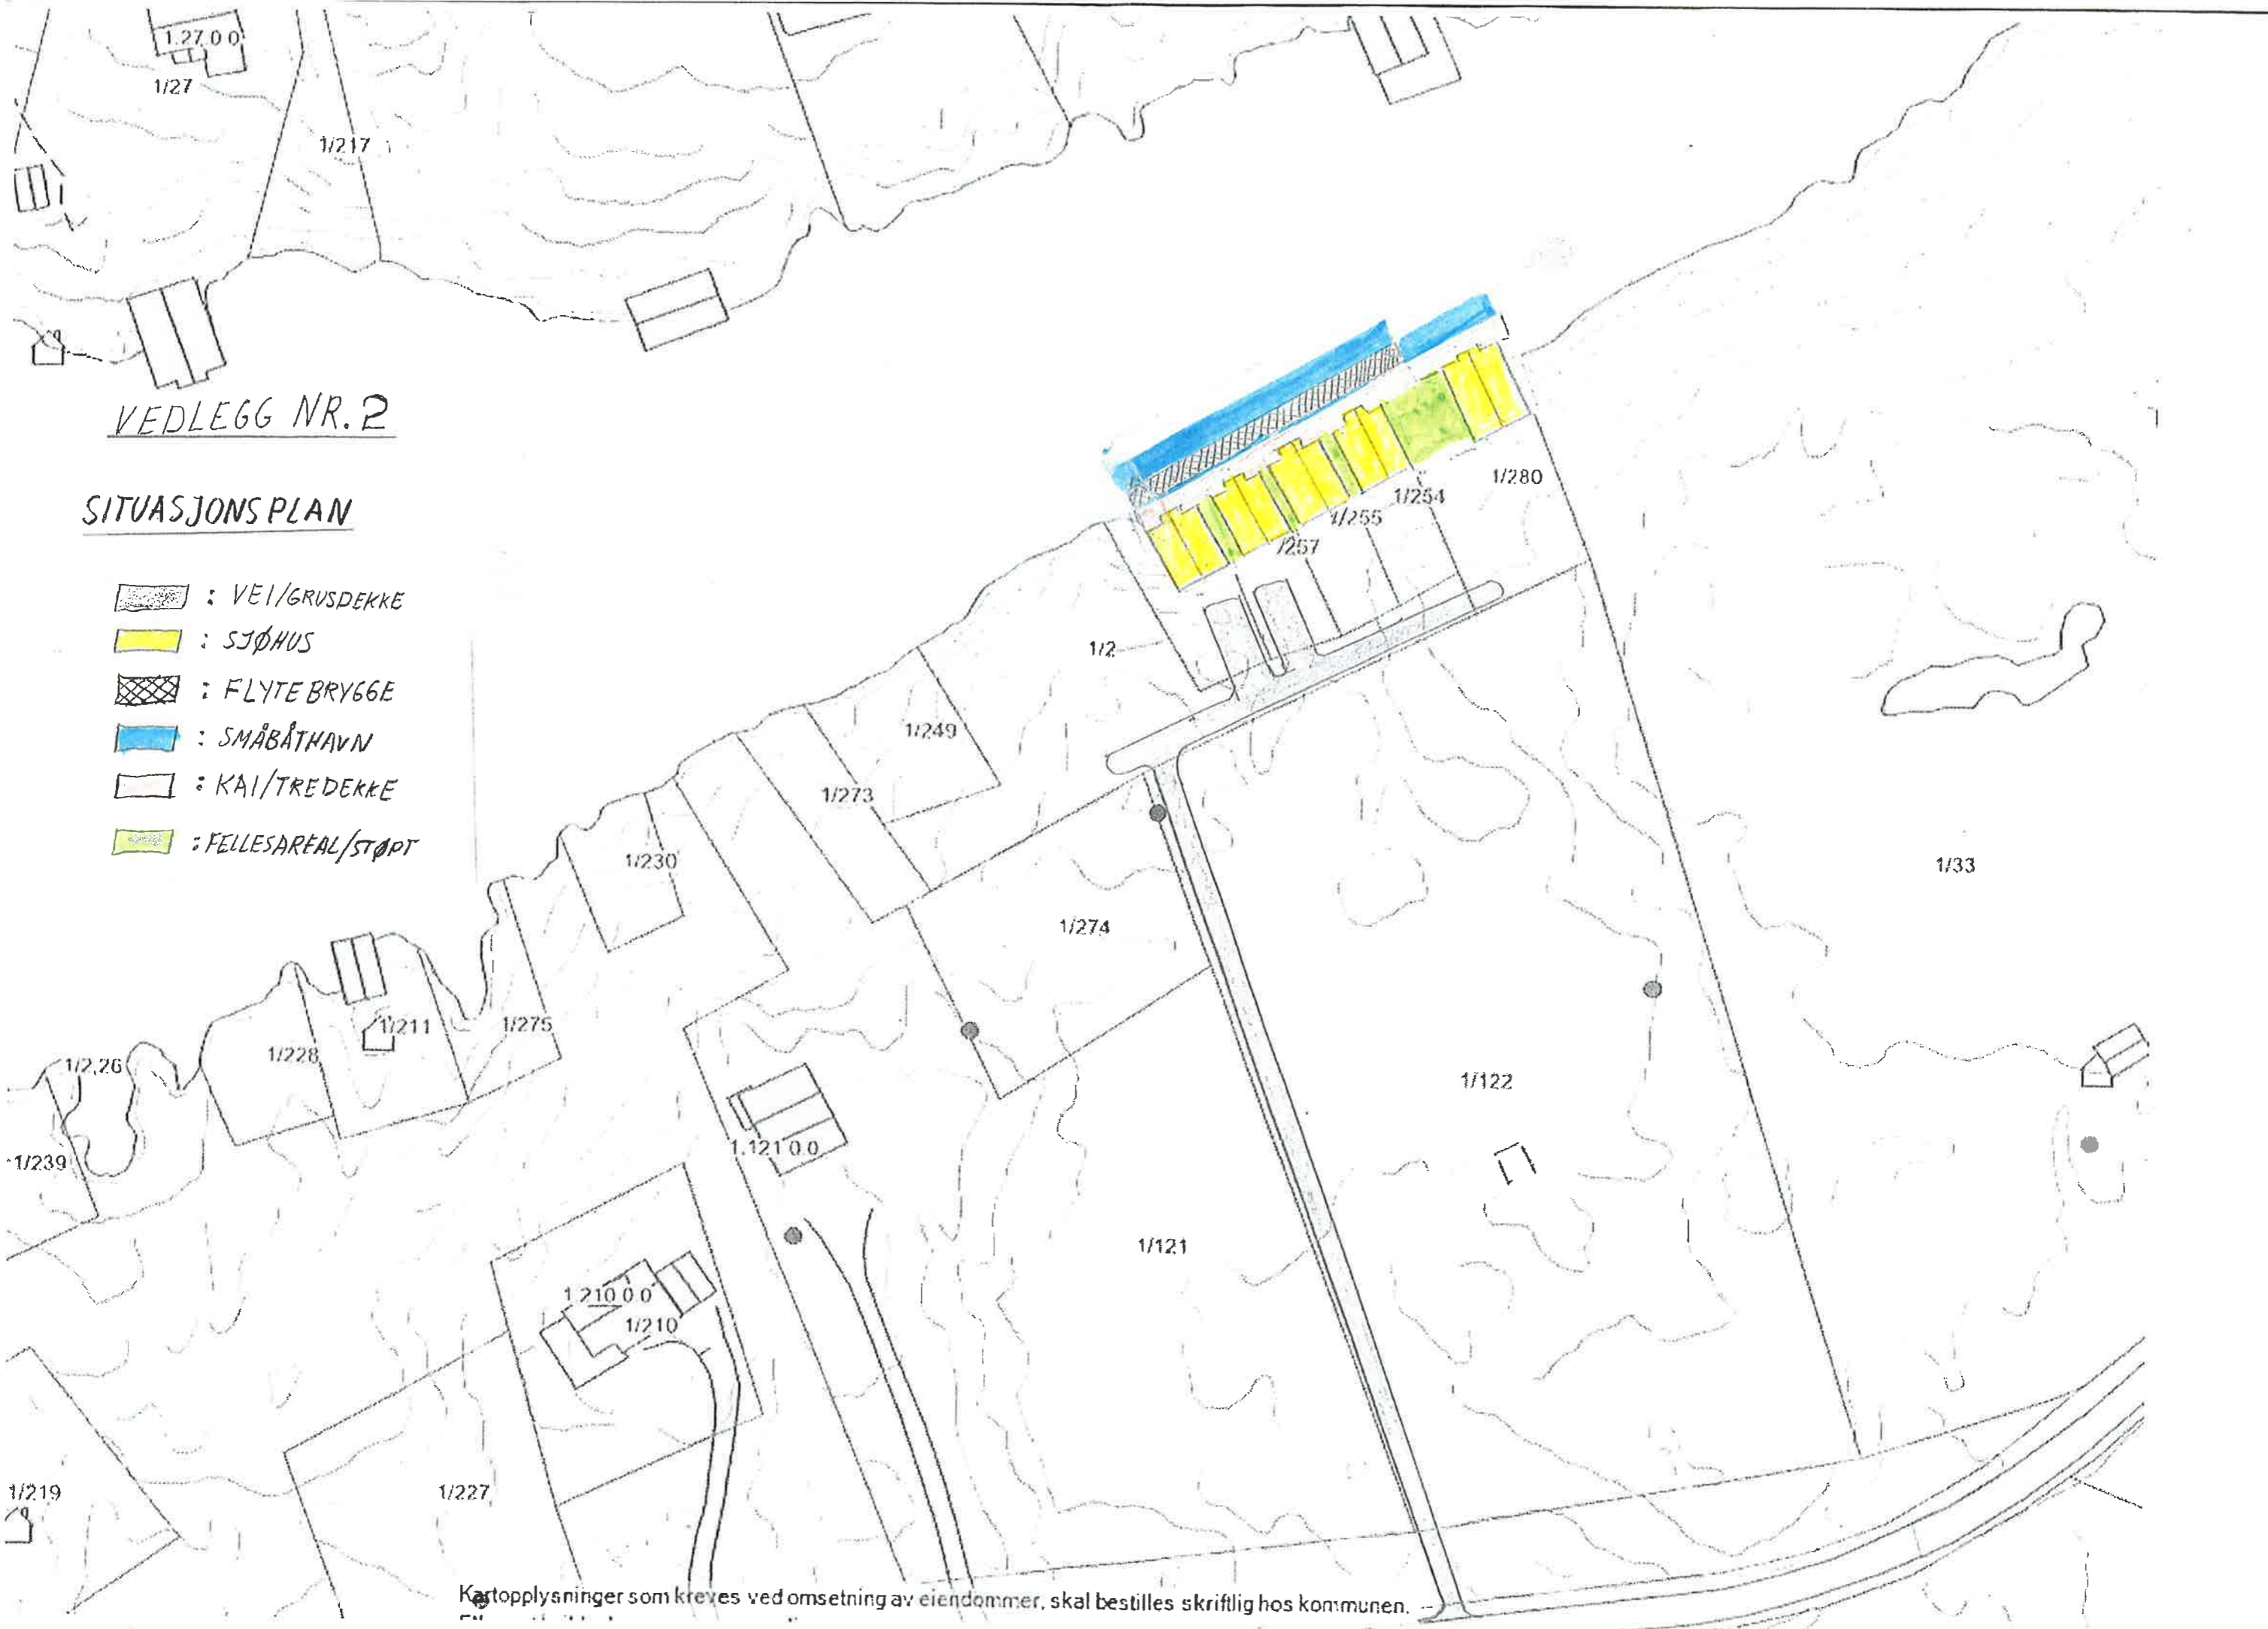 1.27 0 0
1/27
1/217
VEDLEGG NR. 2
SITUASJONSPLAN
: VEI/GRUSDEKKE
: SJØHUS
: FLYTEBRYGGE
: SMÅBÅTHAVN
: KAI/TREDEKKE
: FELLESAREAL/STØPT
1/280
1/254
1/255
/257
1/2
1/249
1/273
1/230
1/33
1/274
1/211
1/275
1/228
1/2,26
1/122
1.121 0.0
1/239
1/121
1 210 0 0
1/210
1/219
1/227
Kartopplysninger som kreves ved omsetning av eiendommer, skal bestilles skriftlig hos kommunen.